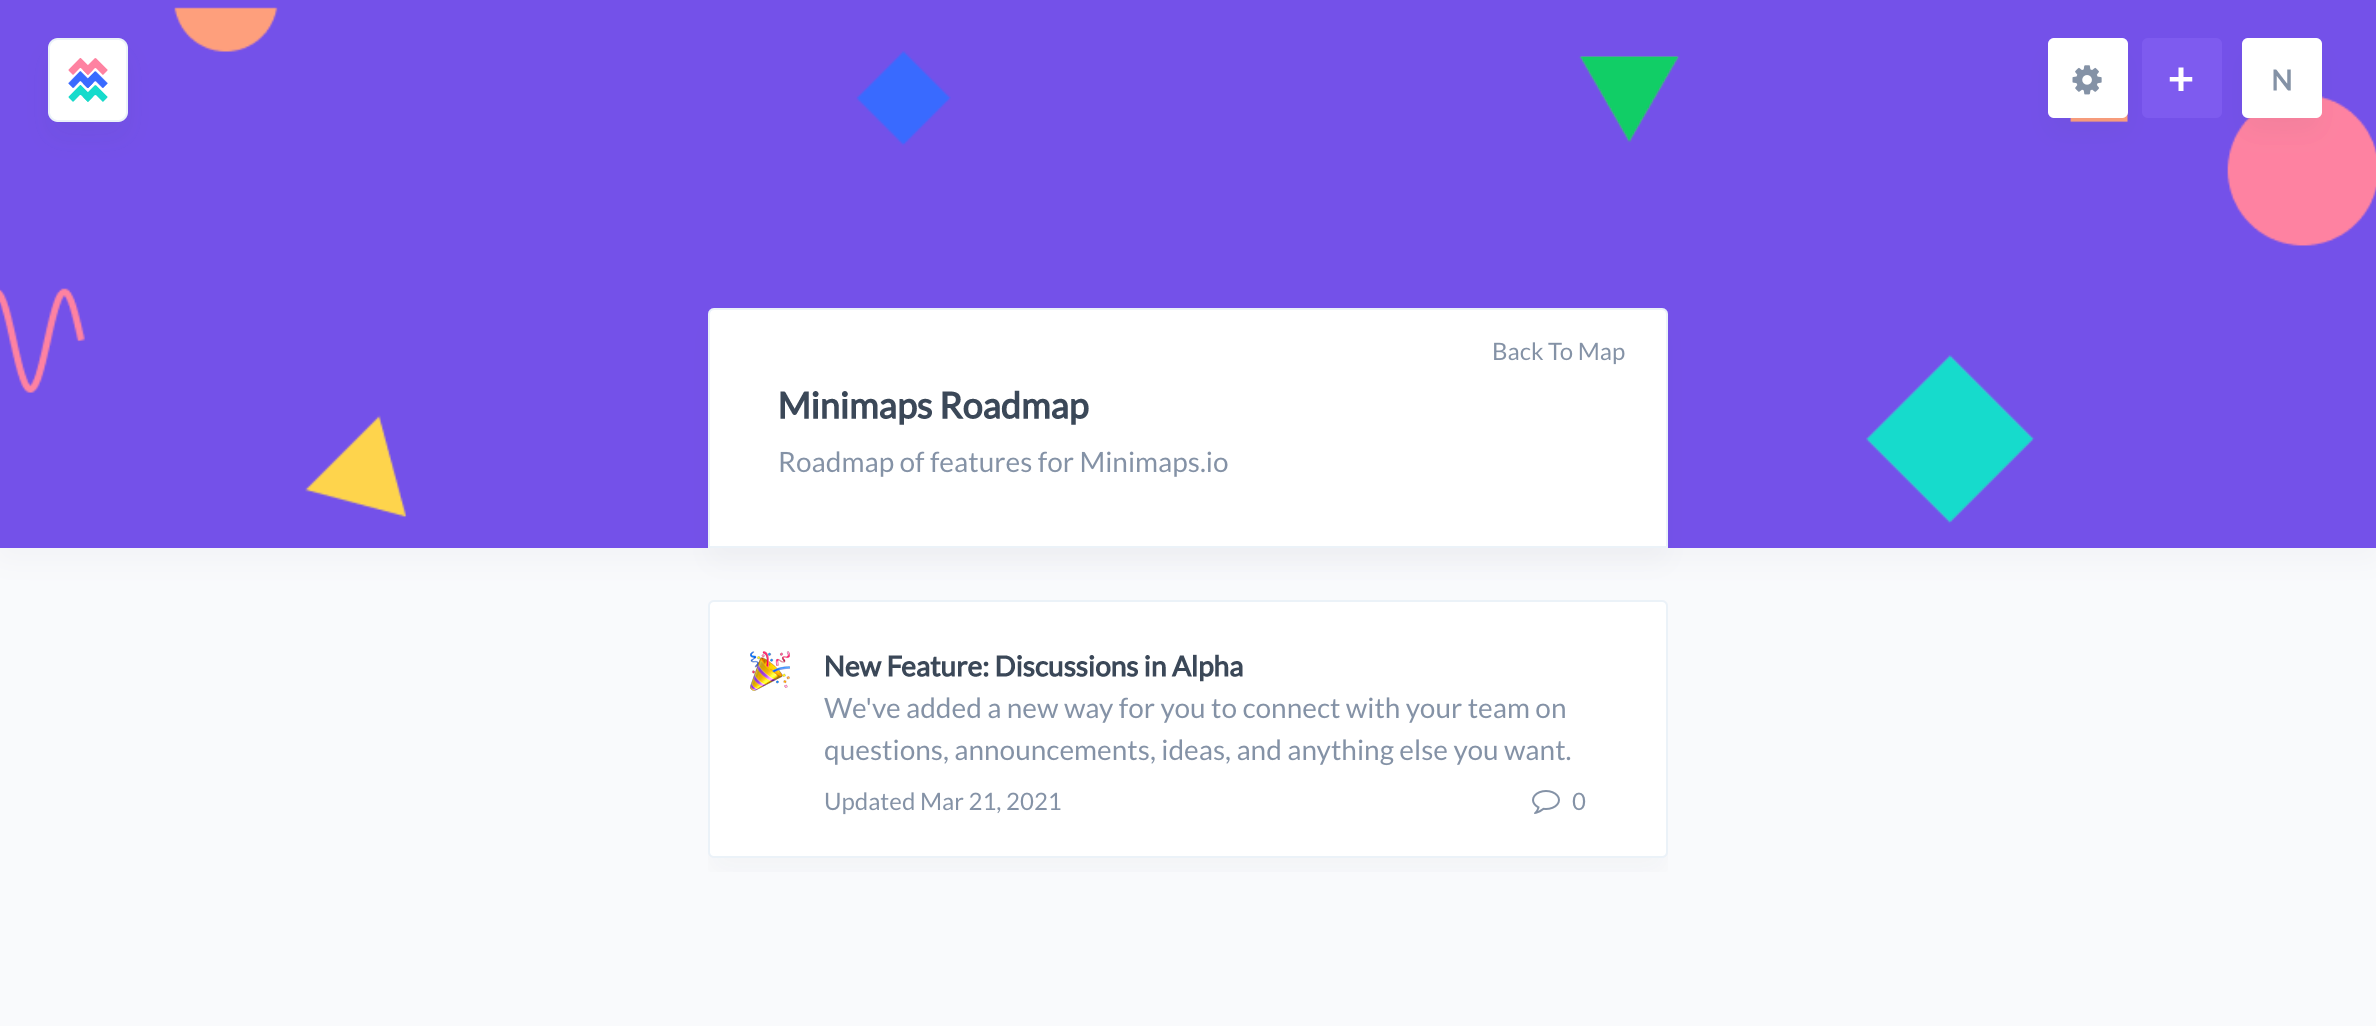 N
Back To Map
Minimaps Roadmap
Roadmap of features for Minimaps.io
New Feature: Discussions in Alpha
We've added a new way for you to connect with your team on
questions, announcements, ideas, and anything else you want.
Updated Mar 21, 2021
0